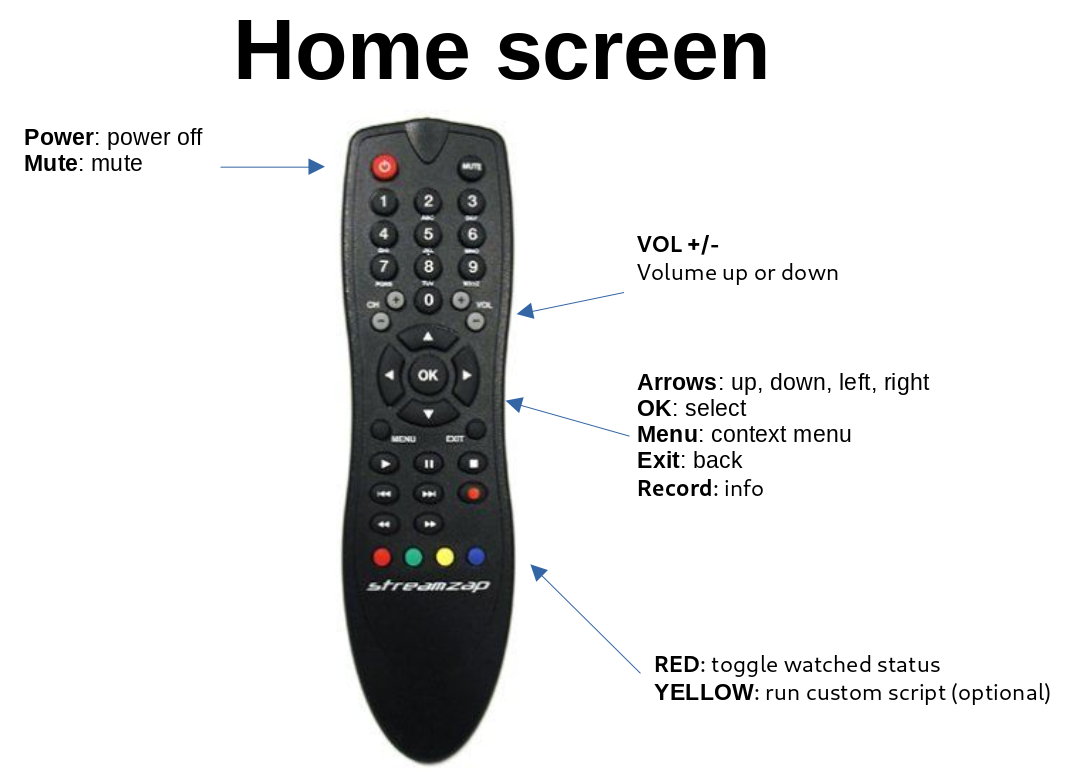 Home screen
Power: power off
Mute: mute
MUTE
1 2 3
ABC DEF
4 5 6
GHI JKL MNO
7 8 9
PQRS TUV WXYZ
CH + 0 + VOL
− −
OK
MENU EXIT
streamzap
VOL +/-
Volume up or down
Arrows: up, down, left, right
OK: select
Menu: context menu
Exit: back
Record: info
RED: toggle watched status
YELLOW: run custom script (optional)